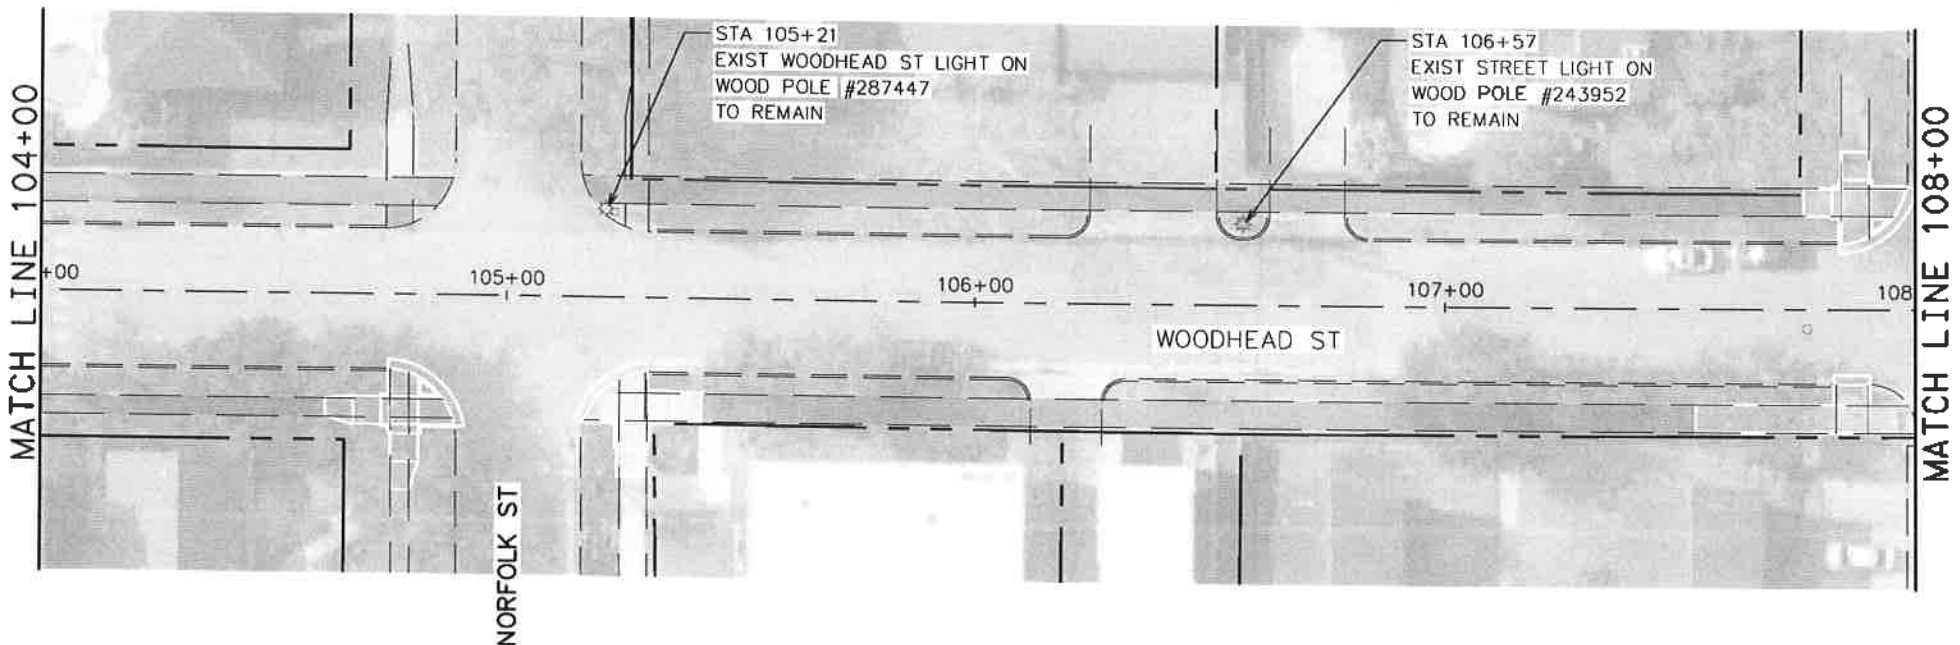 MATCH LINE 104+00
STA 105+21
EXIST WOODHEAD ST LIGHT ON
WOOD POLE #287447
TO REMAIN
STA 106+57
EXIST STREET LIGHT ON
WOOD POLE #243952
TO REMAIN
+00
105+00
106+00
107+00
108
WOODHEAD ST
NORFOLK ST
MATCH LINE 108+00